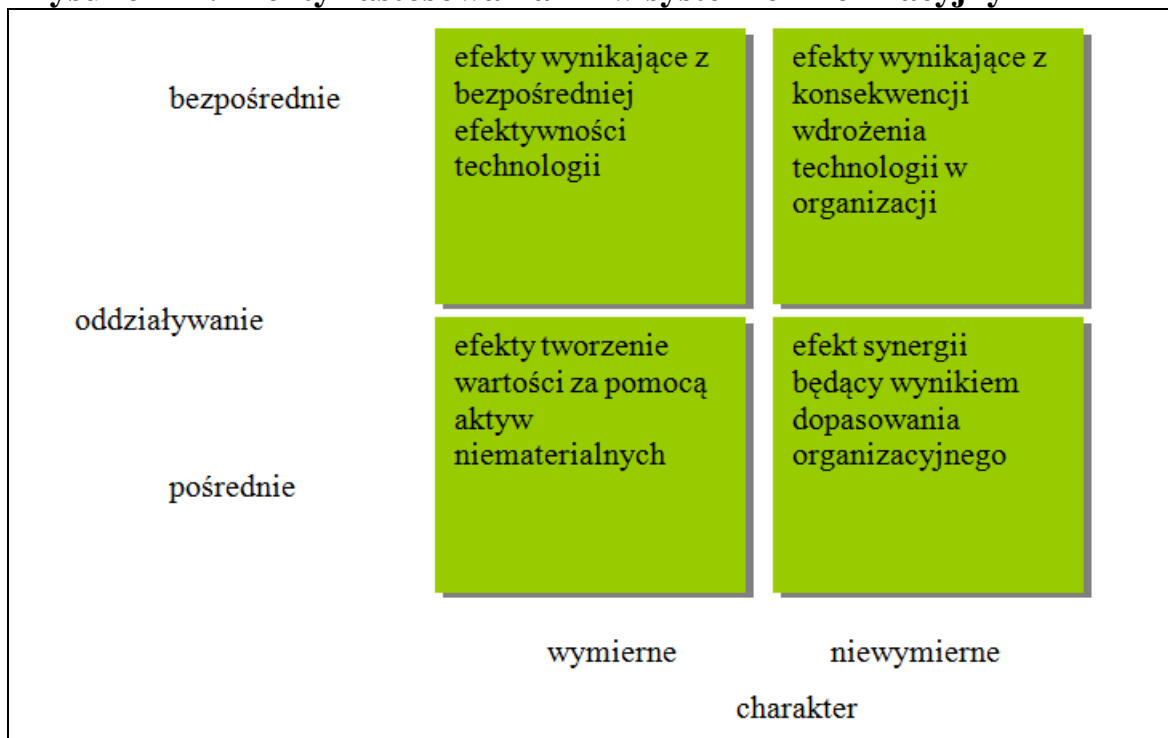 bezpośrednie
efekty wynikające z
bezpośredniej
efektywności
technologii
efekty wynikające z
konsekwencji
wdrożenia
technologii w
organizacji
oddziaływanie
pośrednie
efekty tworzenie
wartości za pomocą
aktyw
niematerialnych
efekt synergii
będący wynikiem
dopasowania
organizacyjnego
wymierne
niewymierne
charakter